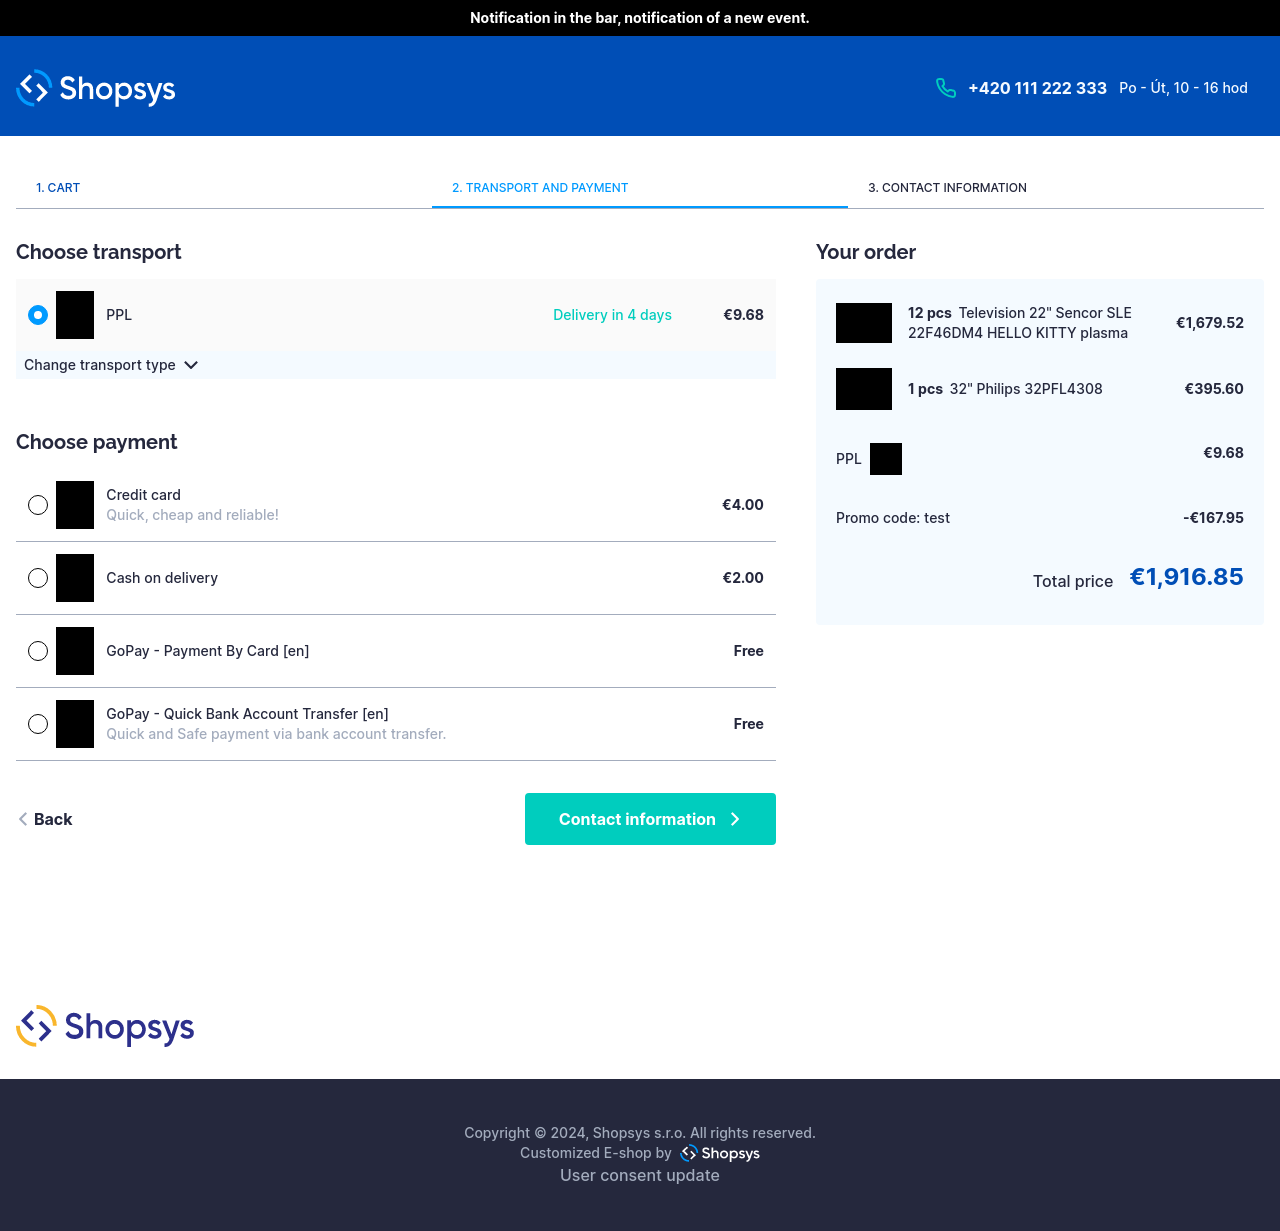 Notification in the bar, notification of a new event.
Shopsys
+420 111 222 333 Po - Út, 10 - 16 hod
1. CART
2. TRANSPORT AND PAYMENT
3. CONTACT INFORMATION
Choose transport
PPL
Delivery in 4 days
€9.68
Change transport type
Choose payment
Credit card
Quick, cheap and reliable!
€4.00
Cash on delivery
€2.00
GoPay - Payment By Card [en]
Free
GoPay - Quick Bank Account Transfer [en]
Quick and Safe payment via bank account transfer.
Free
Back
Contact information
Your order
12 pcs Television 22" Sencor SLE
22F46DM4 HELLO KITTY plasma
€1,679.52
1 pcs 32" Philips 32PFL4308
€395.60
PPL
€9.68
Promo code: test
-€167.95
Total price €1,916.85
Shopsys
Copyright © 2024, Shopsys s.r.o. All rights reserved.
Customized E-shop by Shopsys
User consent update